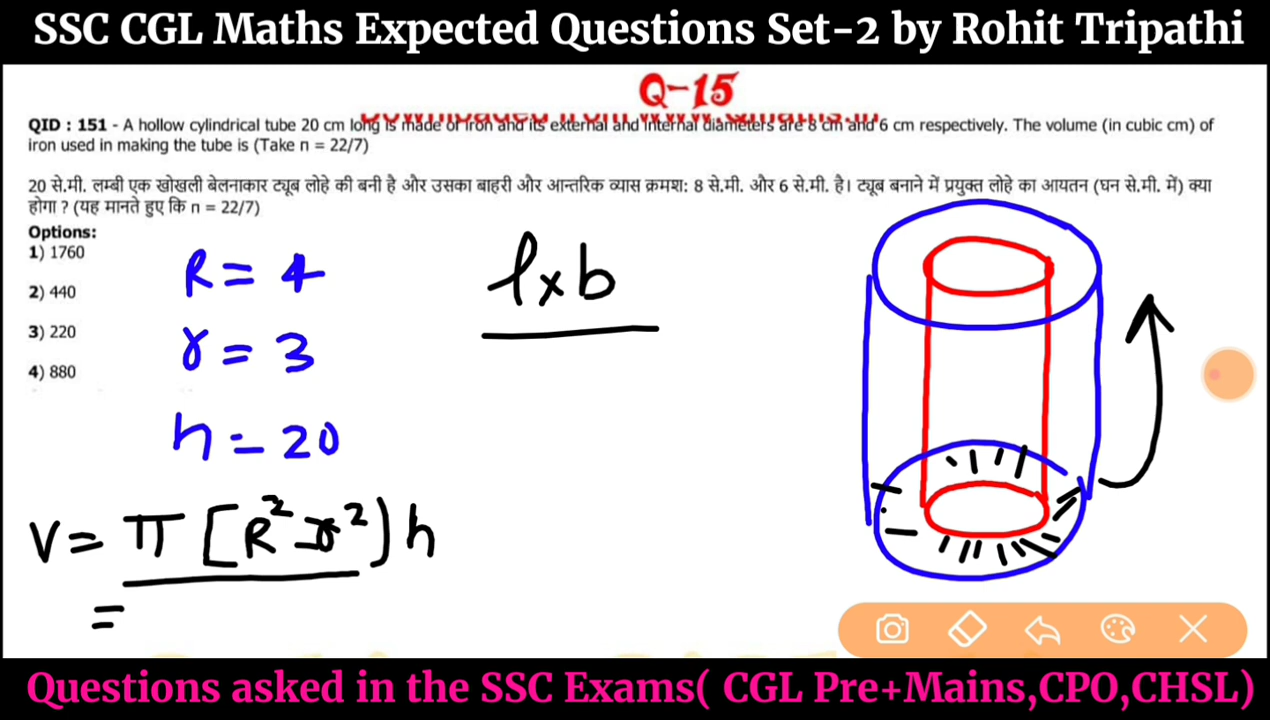 SSC CGL Maths Expected Questions Set-2 by Rohit Tripathi
Q-15
QID : 151 - A hollow cylindrical tube 20 cm long is made of iron and its external and internal diameters are 8 cm and 6 cm respectively. The volume (in cubic cm) of
iron used in making the tube is (Take n = 22/7)
20 से.मी. लम्बी एक खोखली बेलनाकार ट्यूब लोहे की बनी है और उसका बाहरी और आन्तरिक व्यास क्रमश: 8 से.मी. और 6 से.मी. है। ट्यूब बनाने में प्रयुक्त लोहे का आयतन (घन से.मी. में) क्या
होगा ? (यह मानते हुए कि n = 22/7)
Options:
1) 1760
2) 440
3) 220
4) 880
R = 4
r = 3
h = 20
l×b
V = π [R² - r²) h
=
Questions asked in the SSC Exams( CGL Pre+Mains,CPO,CHSL)